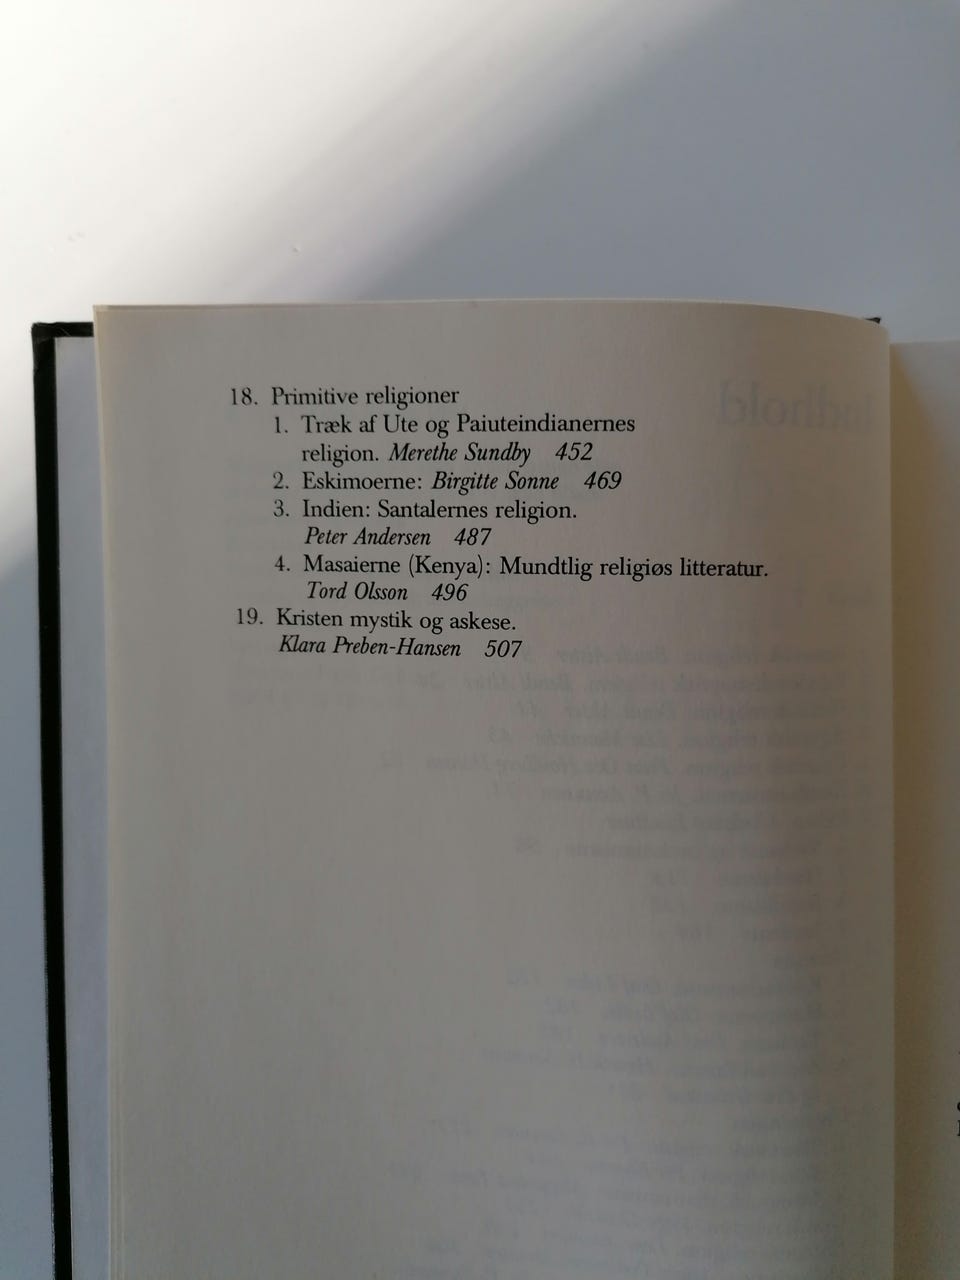 18. Primitive religioner
1. Træk af Ute og Paiuteindianernes
religion. Merethe Sundby 452
2. Eskimoerne: Birgitte Sonne 469
3. Indien: Santalernes religion.
Peter Andersen 487
4. Masaierne (Kenya): Mundtlig religiøs litteratur.
Tord Olsson 496
19. Kristen mystik og askese.
Klara Preben-Hansen 507